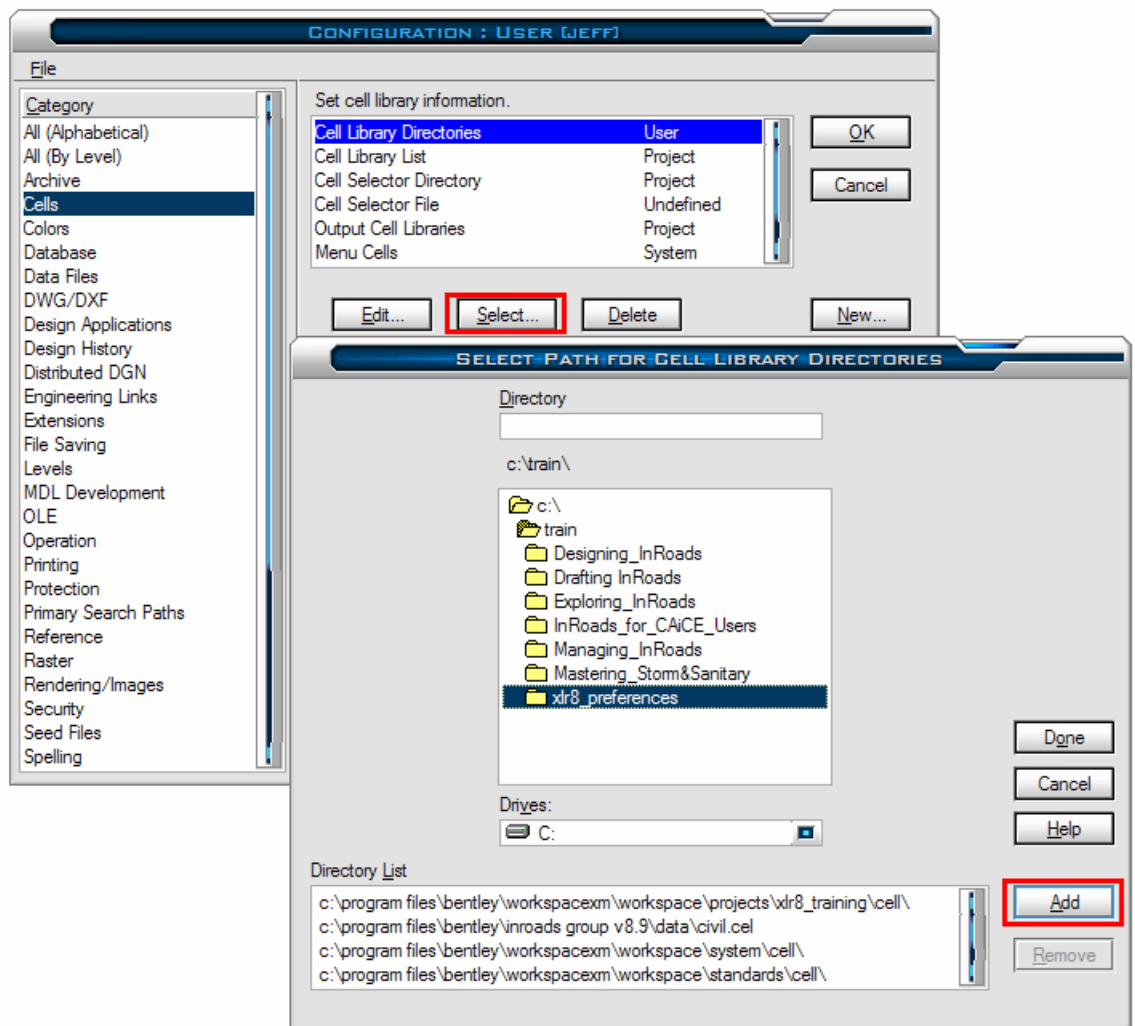 CONFIGURATION : USER [JEFF]
File
Category
All (Alphabetical)
All (By Level)
Archive
Cells
Colors
Database
Data Files
DWG/DXF
Design Applications
Design History
Distributed DGN
Engineering Links
Extensions
File Saving
Levels
MDL Development
OLE
Operation
Printing
Protection
Primary Search Paths
Reference
Raster
Rendering/Images
Security
Seed Files
Spelling
Set cell library information.
Cell Library Directories User
Cell Library List Project
Cell Selector Directory Project
Cell Selector File Undefined
Output Cell Libraries Project
Menu Cells System
OK
Cancel
Edit... Select... Delete New...
SELECT PATH FOR CELL LIBRARY DIRECTORIES
Directory
c:\train\
c:\
train
Designing_InRoads
Drafting InRoads
Exploring_InRoads
InRoads_for_CAiCE_Users
Managing_InRoads
Mastering_Storm&Sanitary
xlr8_preferences
Done
Cancel
Help
Drives:
C:
Directory List
c:\program files\bentley\workspacexm\workspace\projects\xlr8_training\cell\
c:\program files\bentley\inroads group v8.9\data\civil.cel
c:\program files\bentley\workspacexm\workspace\system\cell\
c:\program files\bentley\workspacexm\workspace\standards\cell\
Add
Remove